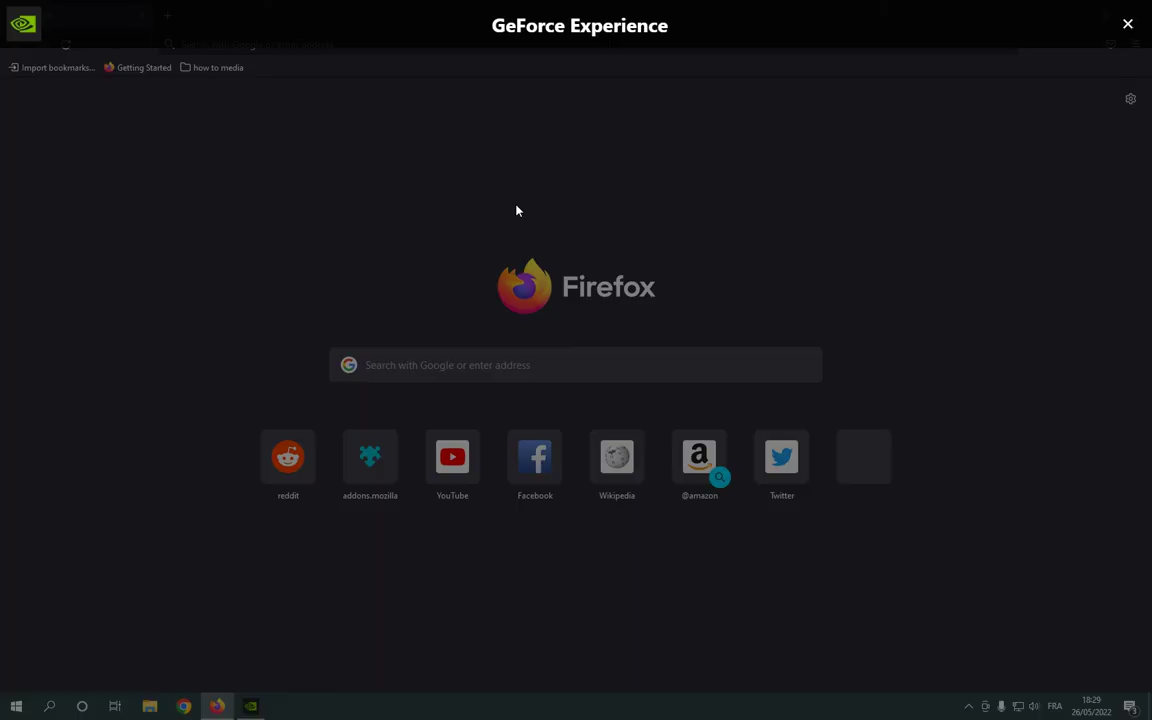 GeForce Experience
Import bookmarks...
Getting Started
how to media
Firefox
Search with Google or enter address
reddit
addons.mozilla
YouTube
Facebook
Wikipedia
@amazon
Twitter
FRA
18:29
26/05/2022
3